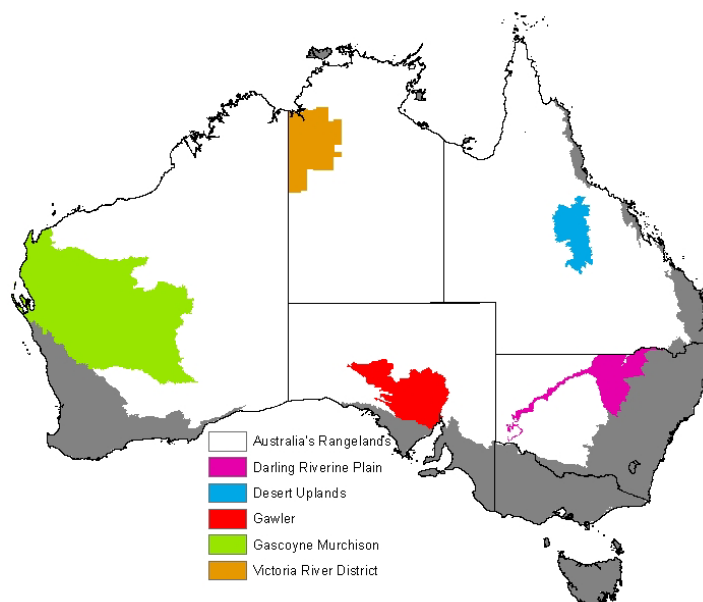 Australia's Rangelands
Darling Riverine Plain
Desert Uplands
Gawler
Gascoyne Murchison
Victoria River District